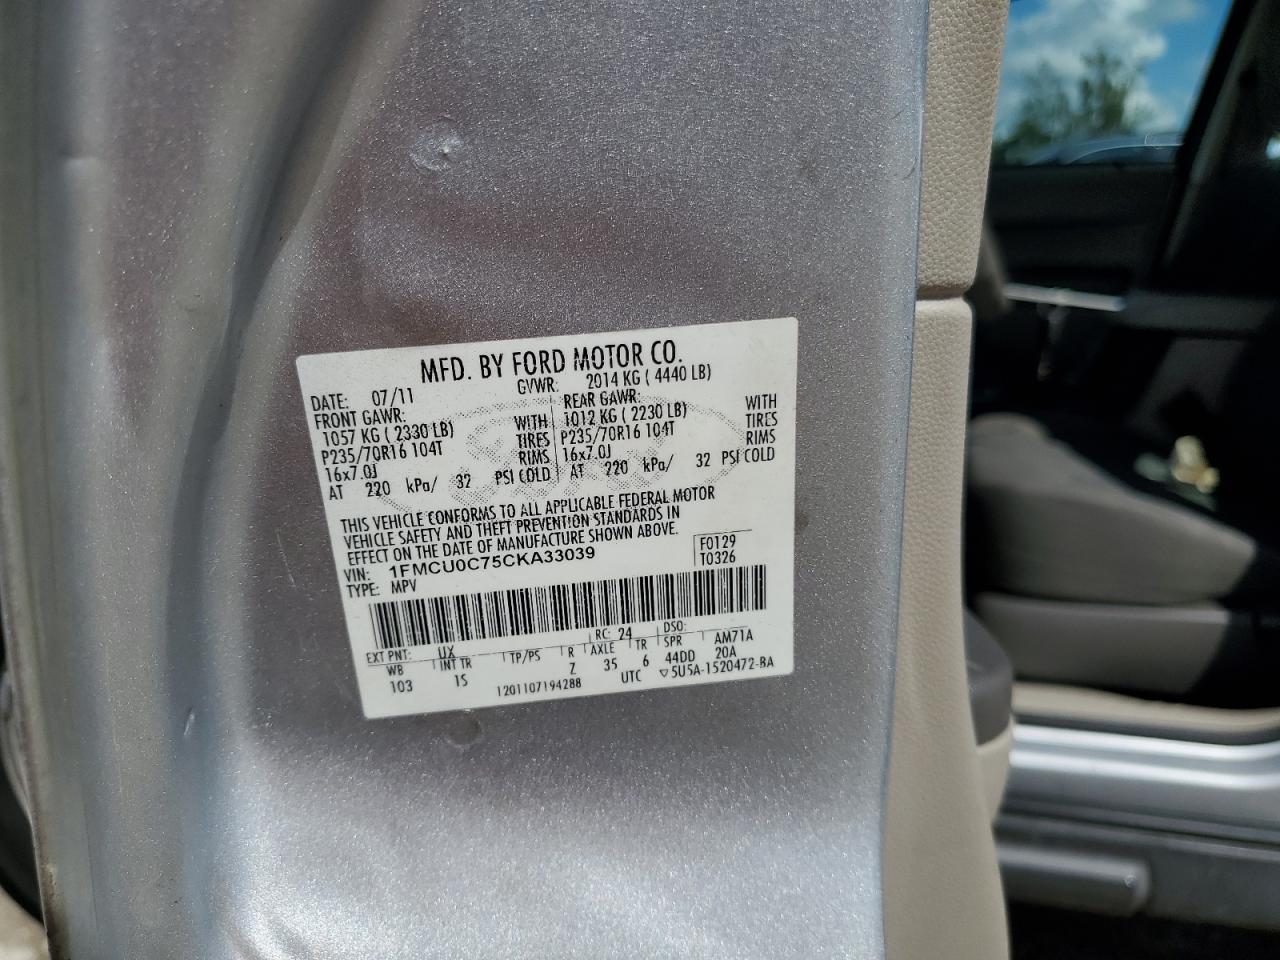 MFD. BY FORD MOTOR CO.
DATE: 07/11 GVWR: 2014 KG ( 4440 LB)
FRONT GAWR: REAR GAWR:
1057 KG ( 2330 LB) WITH 1012 KG ( 2230 LB) WITH
P235/70R16 104T TIRES P235/70R16 104T TIRES
16x7.0J RIMS 16x7.0J RIMS
AT 220 kPa/ 32 PSI COLD AT 220 kPa/ 32 PSI COLD
THIS VEHICLE CONFORMS TO ALL APPLICABLE FEDERAL MOTOR
VEHICLE SAFETY AND THEFT PREVENTION STANDARDS IN
EFFECT ON THE DATE OF MANUFACTURE SHOWN ABOVE.
VIN: 1FMCU0C75CKA33039 F0129
TYPE: MPV T0326
EXT PNT: UX RC: 24 DSO:
WB INT TR TP/PS R AXLE TR SPR AM71A
103 1S 7 35 6 44DD 20A
1201107194288 UTC ▽5U5A-1520472-BA